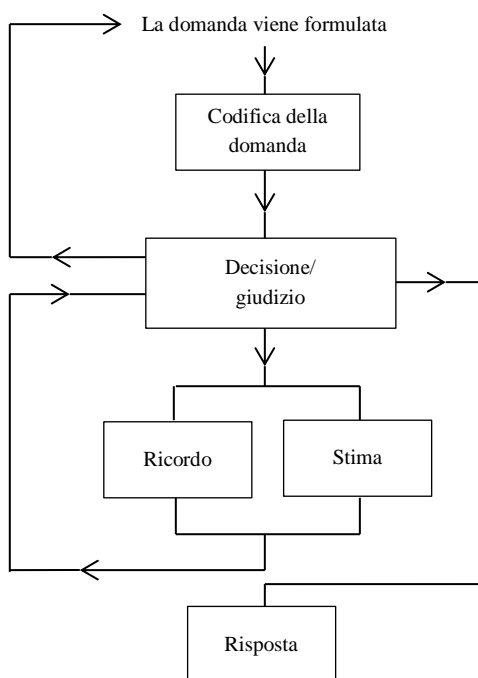 La domanda viene formulata
Codifica della
domanda
Decisione/
giudizio
Ricordo
Stima
Risposta